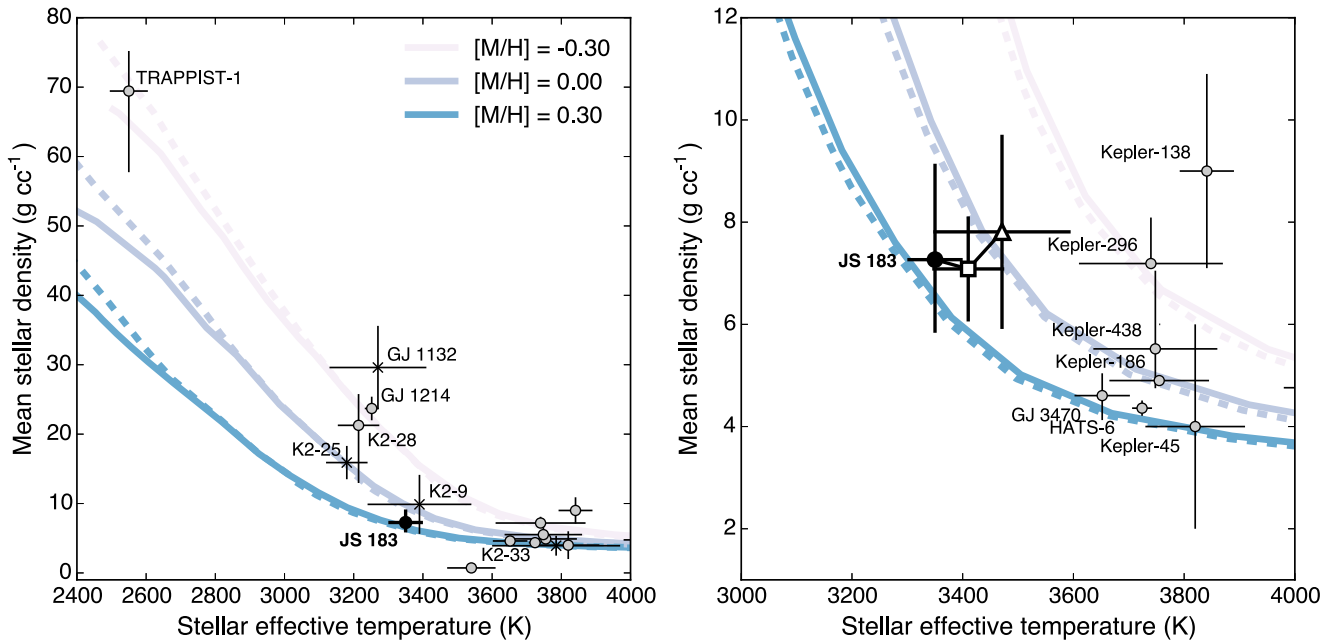 80
70
60
50
40
30
20
10
0
Mean stellar density (g cc⁻¹)
TRAPPIST-1
[M/H] = -0.30
[M/H] = 0.00
[M/H] = 0.30
GJ 1132
GJ 1214
K2-28
K2-25
K2-9
JS 183
K2-33
2400 2600 2800 3000 3200 3400 3600 3800 4000
Stellar effective temperature (K)
12
10
8
6
4
2
Mean stellar density (g cc⁻¹)
Kepler-138
Kepler-296
JS 183
Kepler-438
Kepler-186
GJ 3470
HATS-6
Kepler-45
3000 3200 3400 3600 3800 4000
Stellar effective temperature (K)